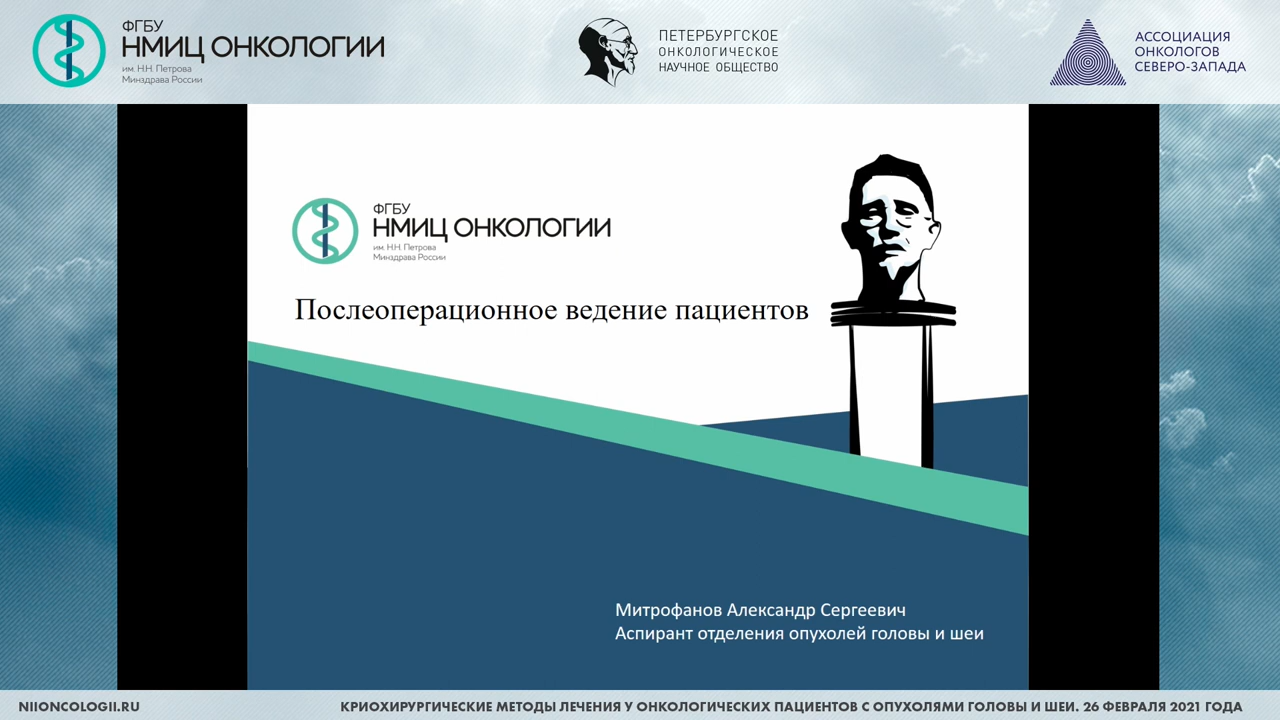 ФГБУ
НМИЦ ОНКОЛОГИИ
им. Н.Н. Петрова
Минздрава России
ПЕТЕРБУРГСКОЕ
ОНКОЛОГИЧЕСКОЕ
НАУЧНОЕ ОБЩЕСТВО
АССОЦИАЦИЯ
ОНКОЛОГОВ
СЕВЕРО-ЗАПАДА
ФГБУ
НМИЦ ОНКОЛОГИИ
им. Н.Н. Петрова
Минздрава России
Послеоперационное ведение пациентов
Митрофанов Александр Сергеевич
Аспирант отделения опухолей головы и шеи
NIIONCOLOGII.RU
КРИОХИРУРГИЧЕСКИЕ МЕТОДЫ ЛЕЧЕНИЯ У ОНКОЛОГИЧЕСКИХ ПАЦИЕНТОВ С ОПУХОЛЯМИ ГОЛОВЫ И ШЕИ. 26 ФЕВРАЛЯ 2021 ГОДА